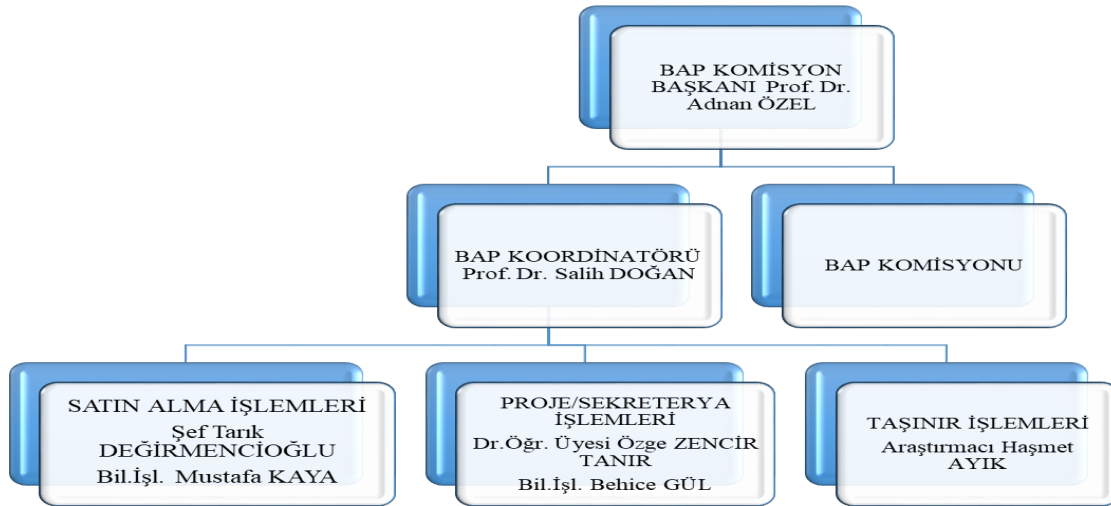 BAP KOMİSYON
BAŞKANI Prof. Dr.
Adnan ÖZEL
BAP KOORDİNATÖRÜ
Prof. Dr. Salih DOĞAN
BAP KOMİSYONU
SATIN ALMA İŞLEMLERİ
Şef Tarık
DEĞİRMENCİOĞLU
Bil.İşl. Mustafa KAYA
PROJE/SEKRETERYA
İŞLEMLERİ
Dr.Öğr. Üyesi Özge ZENCİR
TANIR
Bil.İşl. Behice GÜL
TAŞINIR İŞLEMLERİ
Araştırmacı Haşmet
AYIK